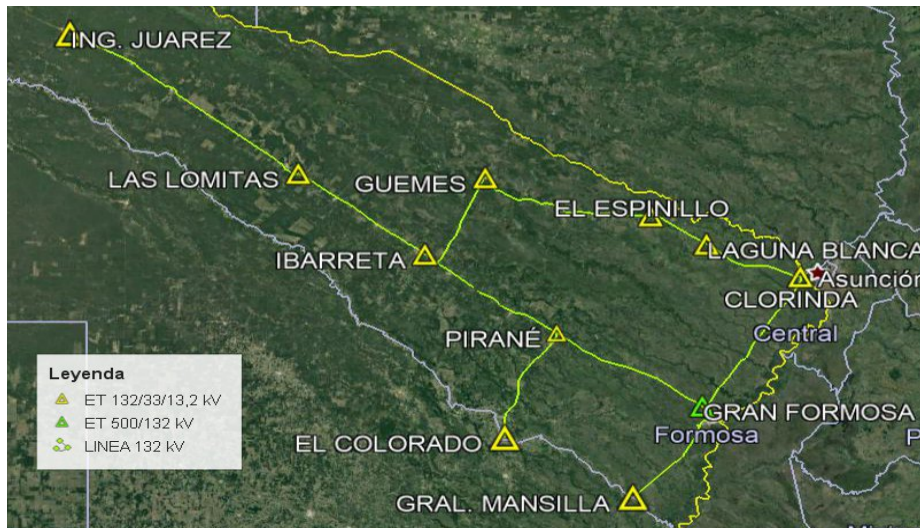 ING. JUAREZ
LAS LOMITAS
GUEMES
EL ESPINILLO
IBARRETA
LAGUNA BLANCA
Asunción
CLORINDA
Central
PIRANÉ
Leyenda
ET 132/33/13,2 kV
ET 500/132 kV
LINEA 132 kV
GRAN FORMOSA
Formosa
P
EL COLORADO
GRAL. MANSILLA